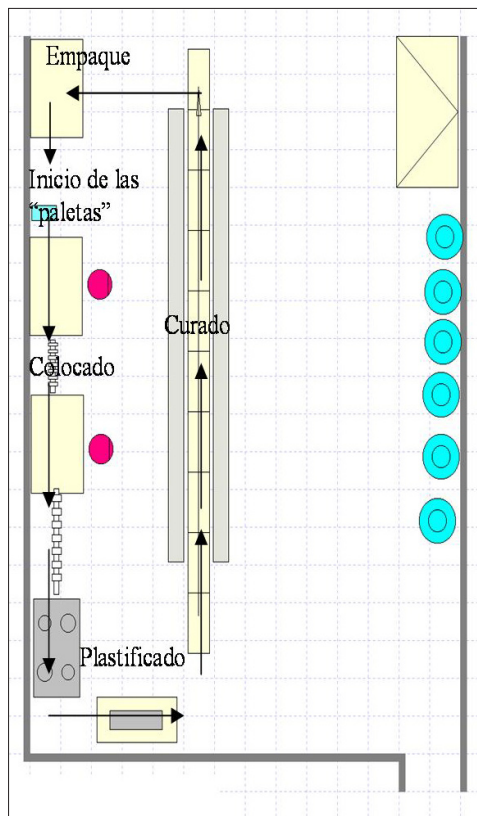 Empaque
Inicio de las
“paletas”
Curado
Colocado
Plastificado